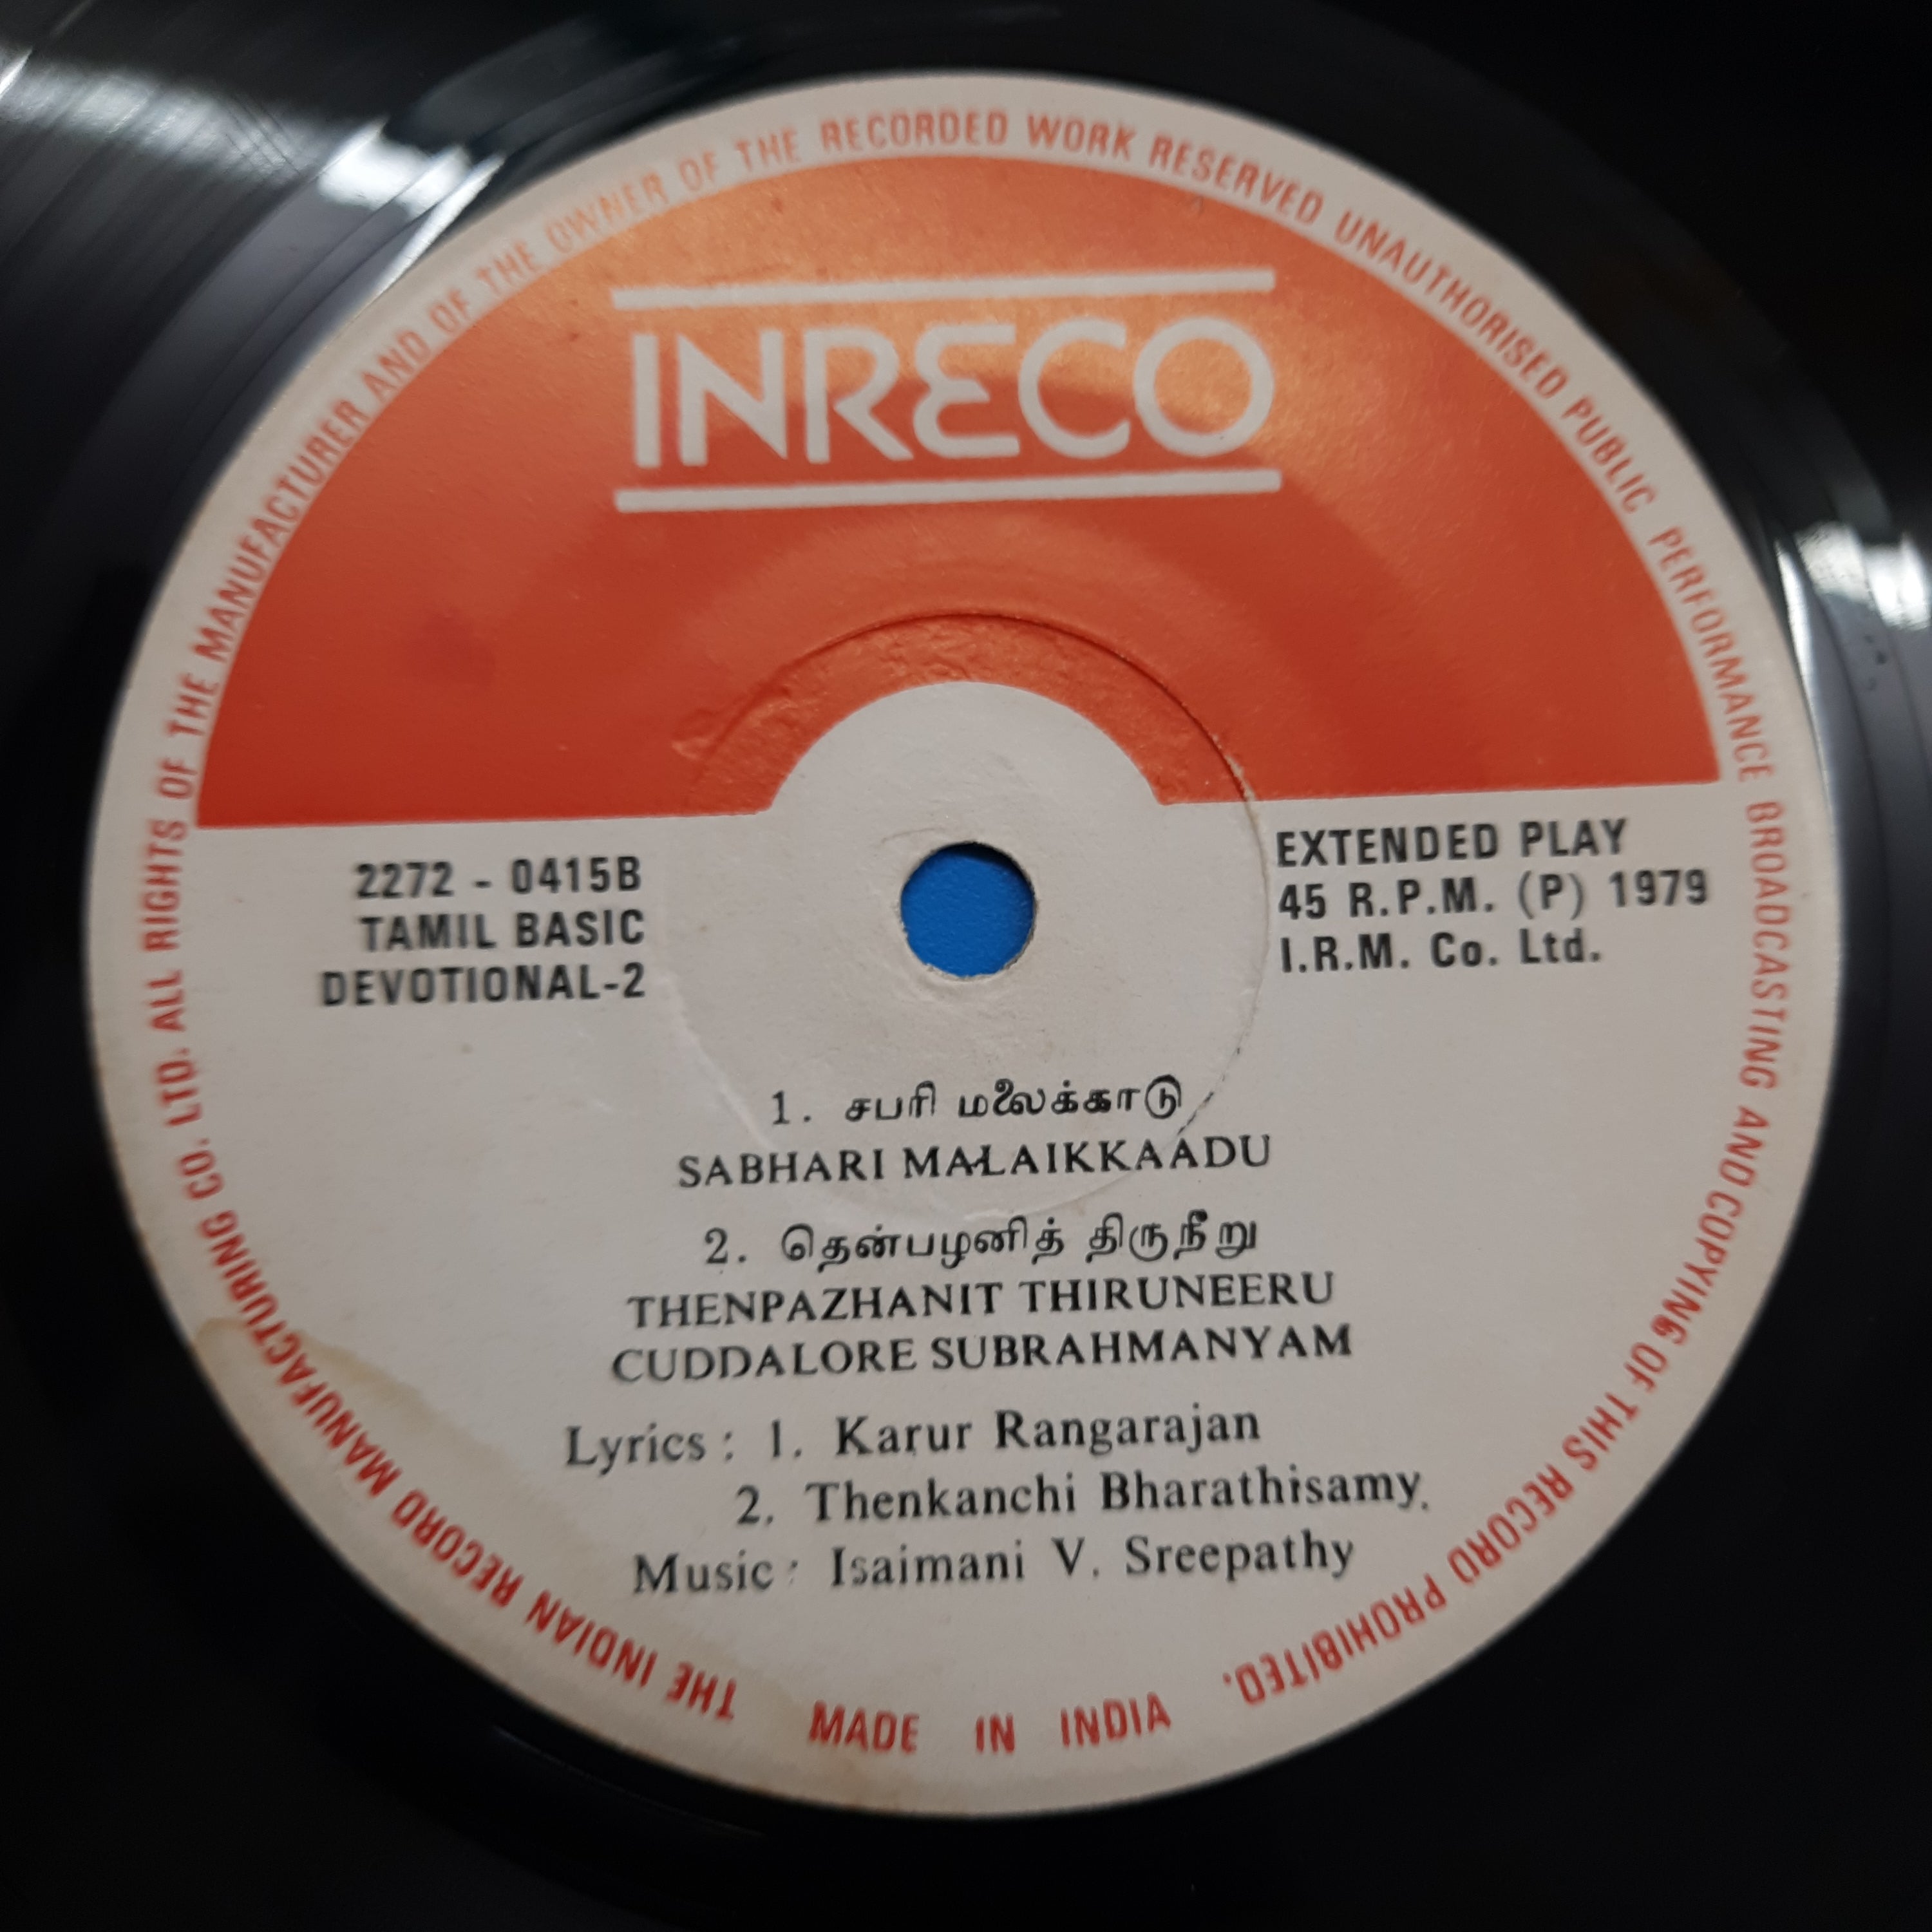 THE INDIAN RECORD MANUFACTURING CO. LTD. ALL RIGHTS OF THE MANUFACTURER AND OF THE OWNER OF THE RECORDED WORK RESERVED UNAUTHORISED PUBLIC PERFORMANCE BROADCASTING AND COPYING OF THIS RECORD PROHIBITED.
INRECO
2272 - 0415B
TAMIL BASIC
DEVOTIONAL-2
EXTENDED PLAY
45 R.P.M. (P) 1979
I.R.M. Co. Ltd.
1. சபரி மலைக்காடு
SABHARI MALAIKKAADU
2. தென்பழனித் திருநீறு
THENPAZHANIT THIRUNEERU
CUDDALORE SUBRAHMANYAM
Lyrics : 1. Karur Rangarajan
2. Thenkanchi Bharathisamy.
Music : Isaimani V. Sreepathy
MADE IN INDIA